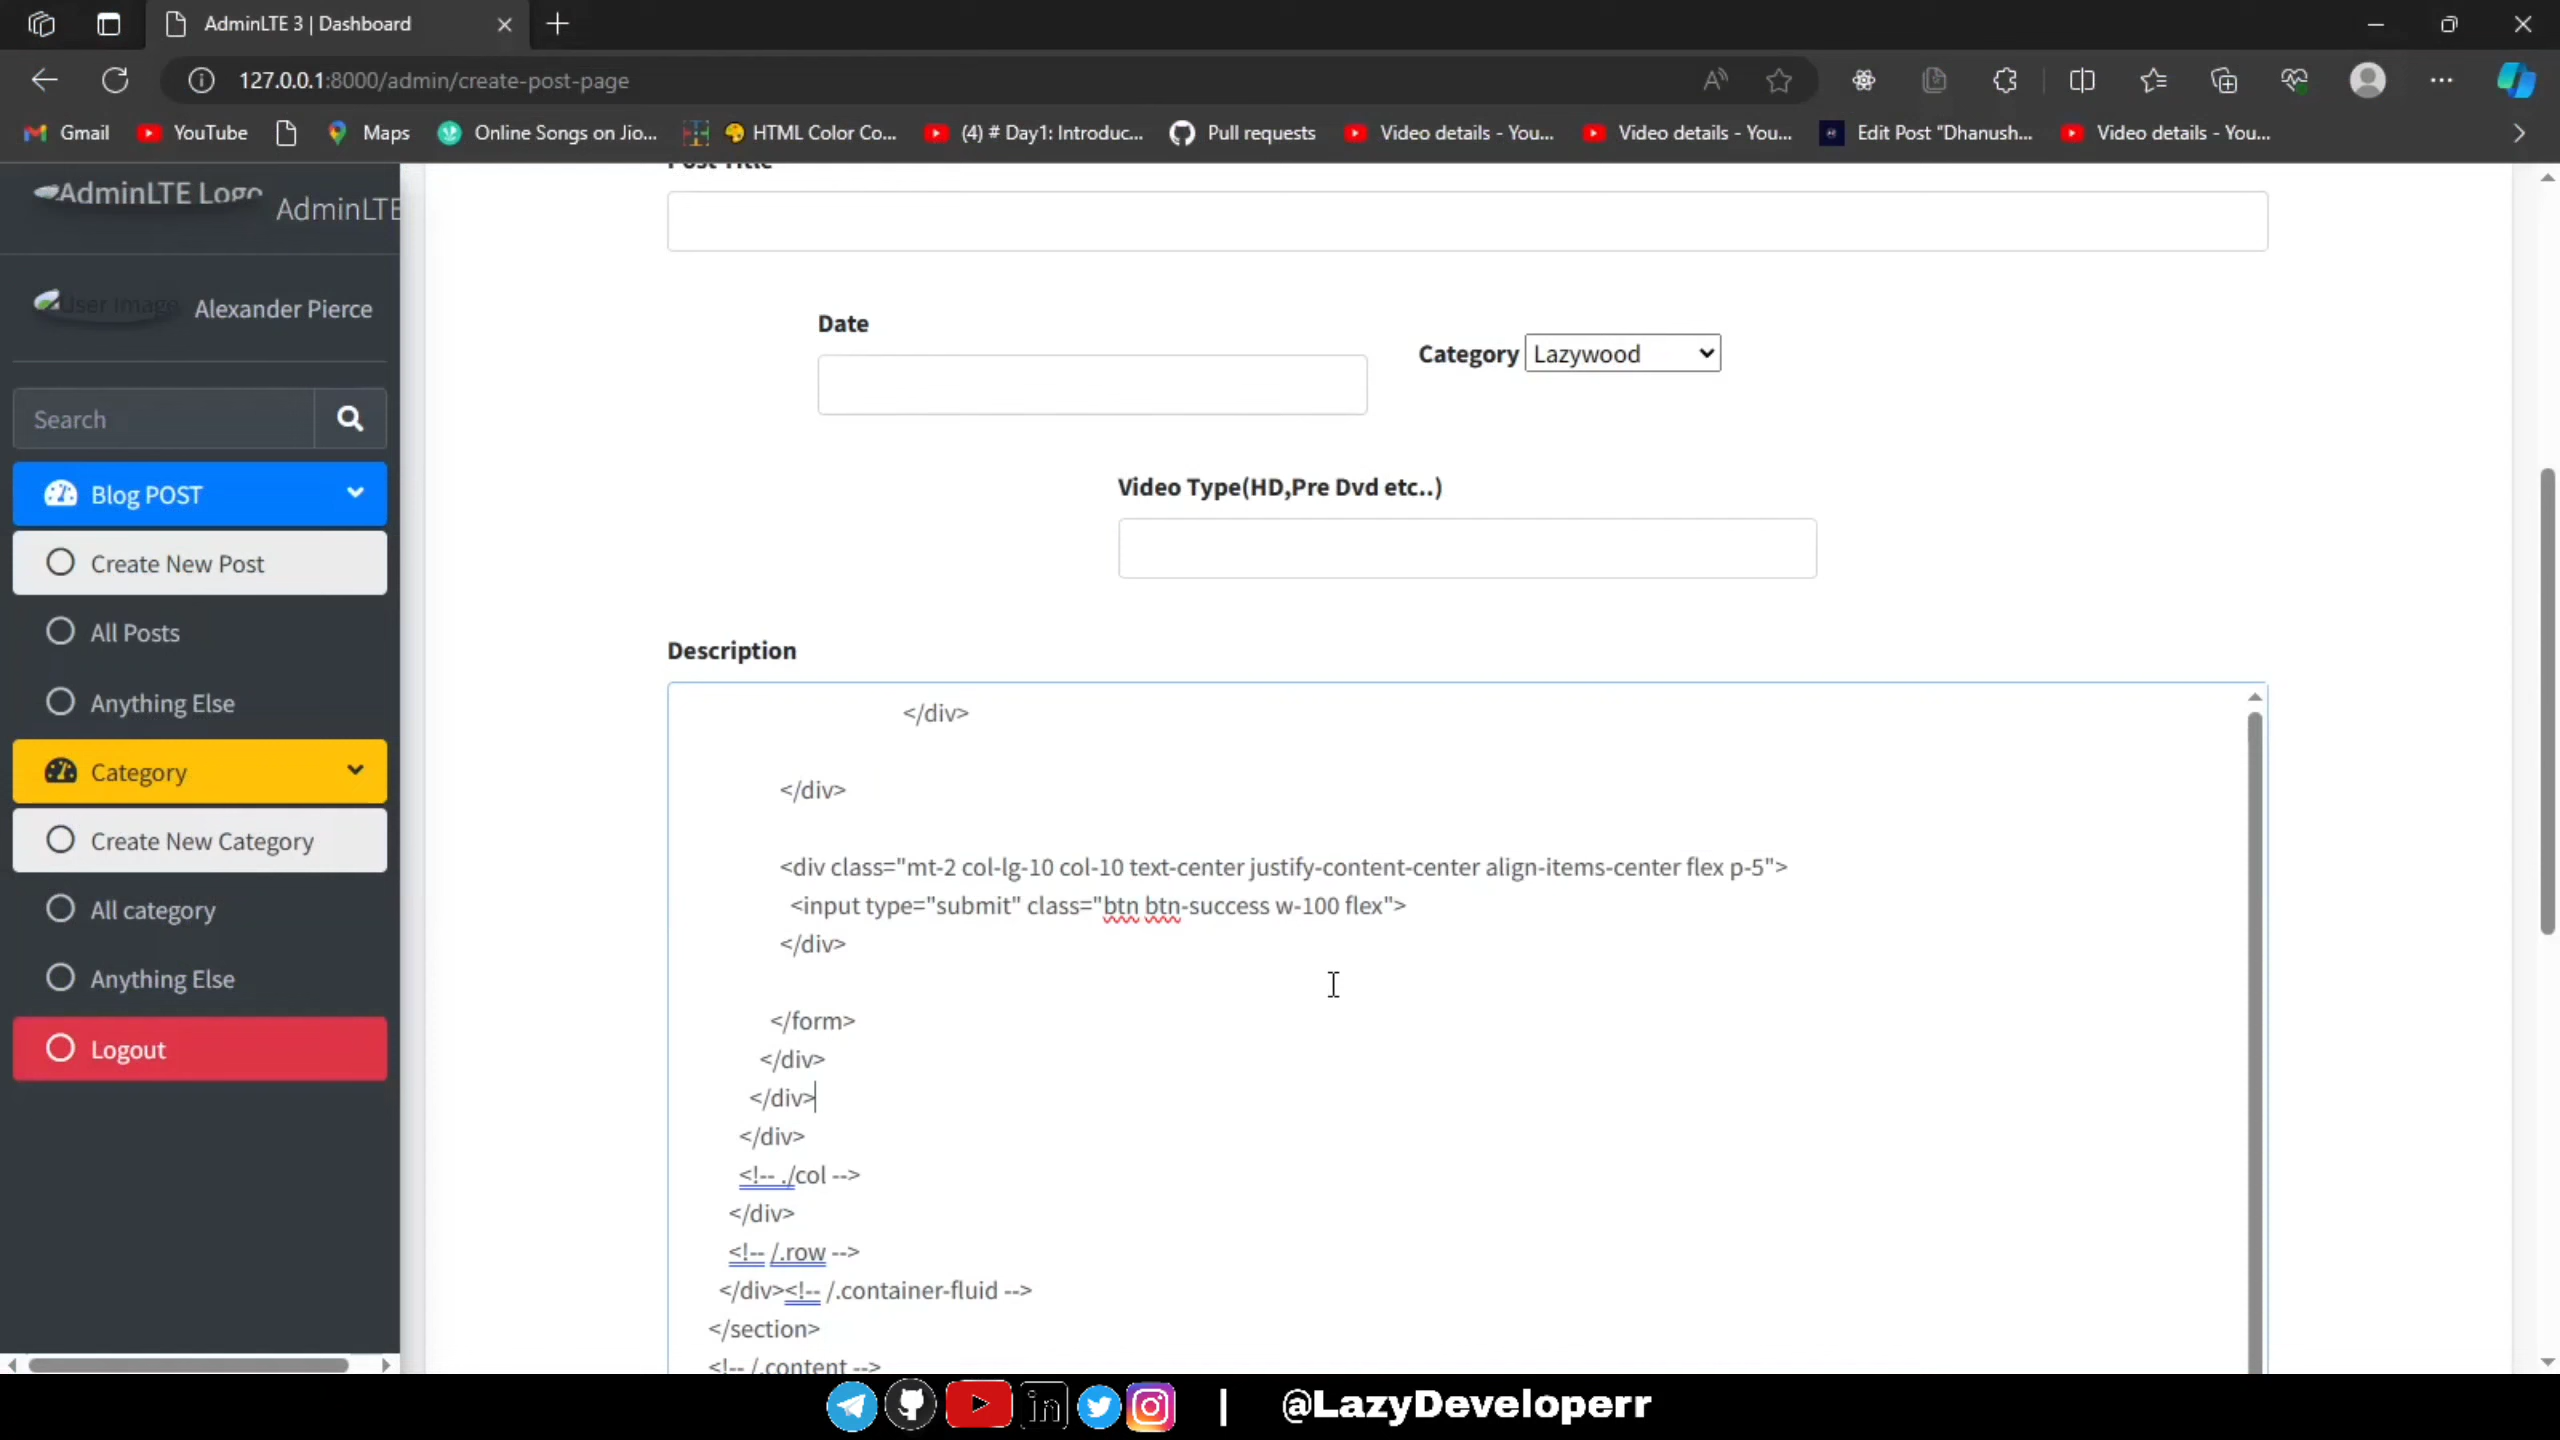 AdminLTE 3 | Dashboard
127.0.0.1:8000/admin/create-post-page
Gmail
YouTube
Maps
Online Songs on Jio...
HTML Color Co...
(4) # Day1: Introduc...
Pull requests
Video details - You...
Video details - You...
Edit Post "Dhanush...
Video details - You...
AdminLTE Logo
AdminLTE
User Image
Alexander Pierce
Search
Blog POST
Create New Post
All Posts
Anything Else
Category
Create New Category
All category
Anything Else
Logout
Post Title
Date
Category
Lazywood
Video Type(HD,Pre Dvd etc..)
Description
</div>
</div>
<div class="mt-2 col-lg-10 col-10 text-center justify-content-center align-items-center flex p-5">
<input type="submit" class="btn btn-success w-100 flex">
</div>
</form>
</div>
</div>
</div>
<!-- ./col -->
</div>
<!-- /.row -->
</div><!-- /.container-fluid -->
</section>
<!-- /.content -->
| @LazyDeveloperr